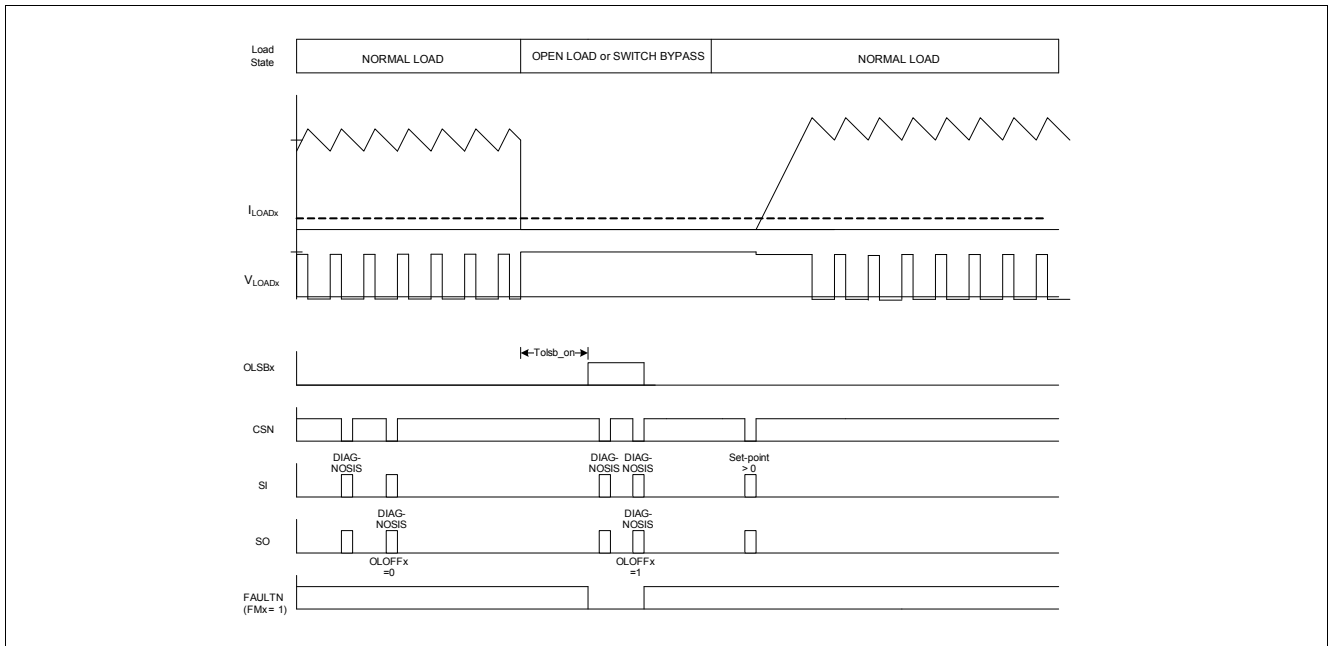 Load
State
NORMAL LOAD
OPEN LOAD or SWITCH BYPASS
NORMAL LOAD
ILOADx
VLOADx
Tolsb_on
OLSBx
CSN
DIAG-
NOSIS
DIAG-
NOSIS
DIAG-
NOSIS
Set-point
> 0
SI
DIAG-
NOSIS
DIAG-
NOSIS
SO
OLOFFx
=0
OLOFFx
=1
FAULTN
(FMx= 1)